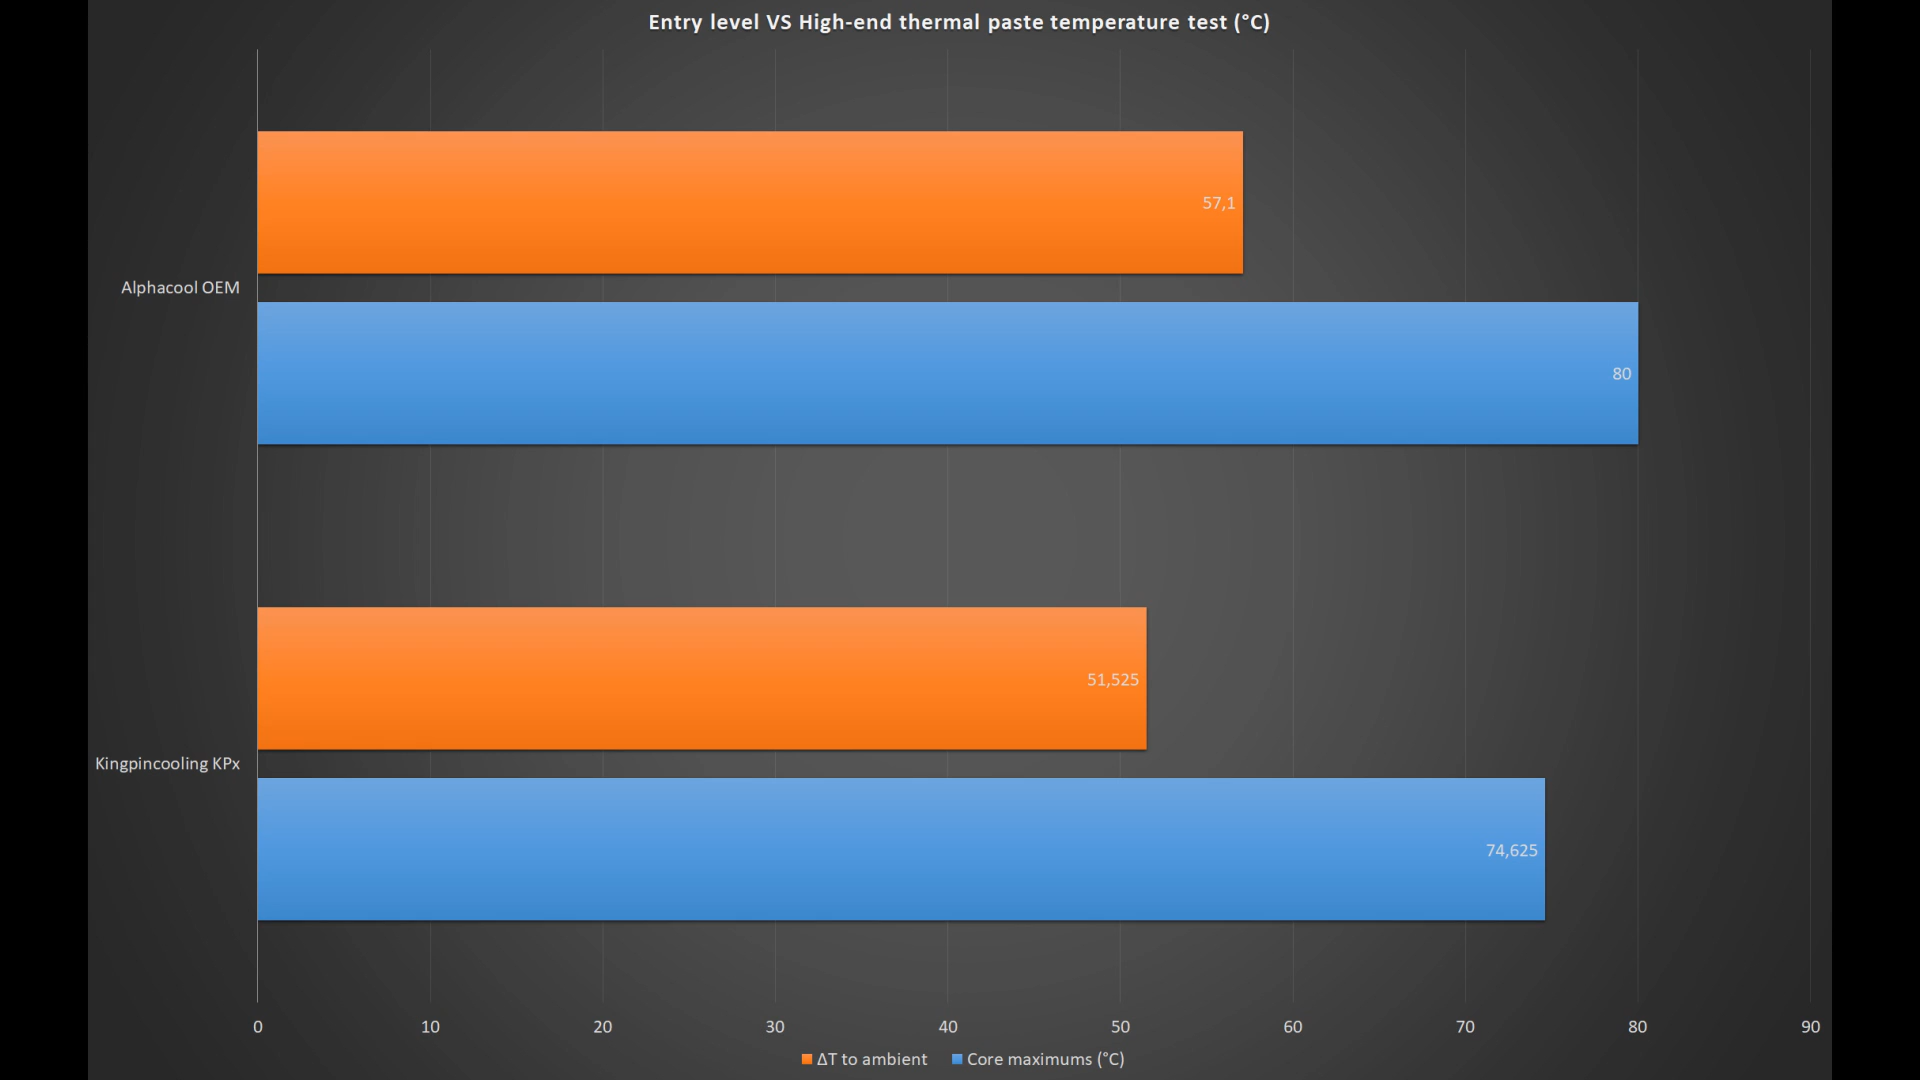 Entry level VS High-end thermal paste temperature test (°C)
57,1
Alphacool OEM
80
51,525
Kingpincooling KPx
74,625
0 10 20 30 40 50 60 70 80 90
ΔT to ambient Core maximums (°C)